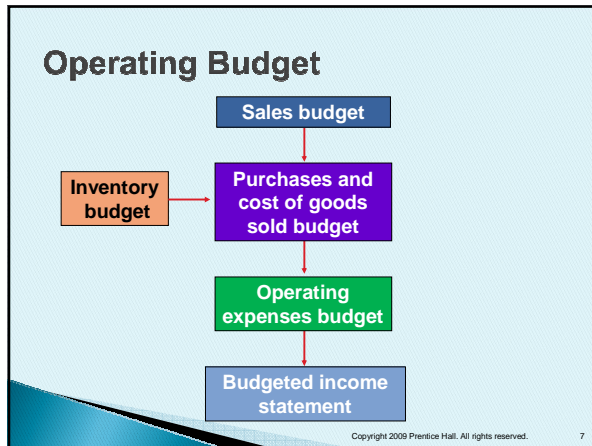 Operating Budget
Sales budget
Inventory
budget
Purchases and
cost of goods
sold budget
Operating
expenses budget
Budgeted income
statement
Copyright 2009 Prentice Hall. All rights reserved. 7